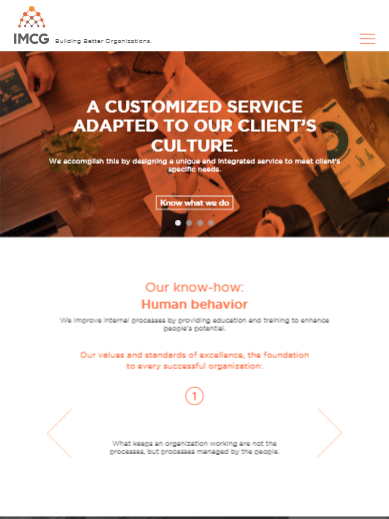 IMCG
Building Better Organizations.
A CUSTOMIZED SERVICE
ADAPTED TO OUR CLIENT'S
CULTURE.
We accomplish this by designing a unique and integrated service to meet client's
specific needs.
Know what we do
Our know-how:
Human behavior
We improve internal processes by providing education and training to enhance
people's potential.
Our values and standards of excellence, the foundation
to every successful organization:
1
What keeps an organization working are not the
processes, but processes managed by the people.